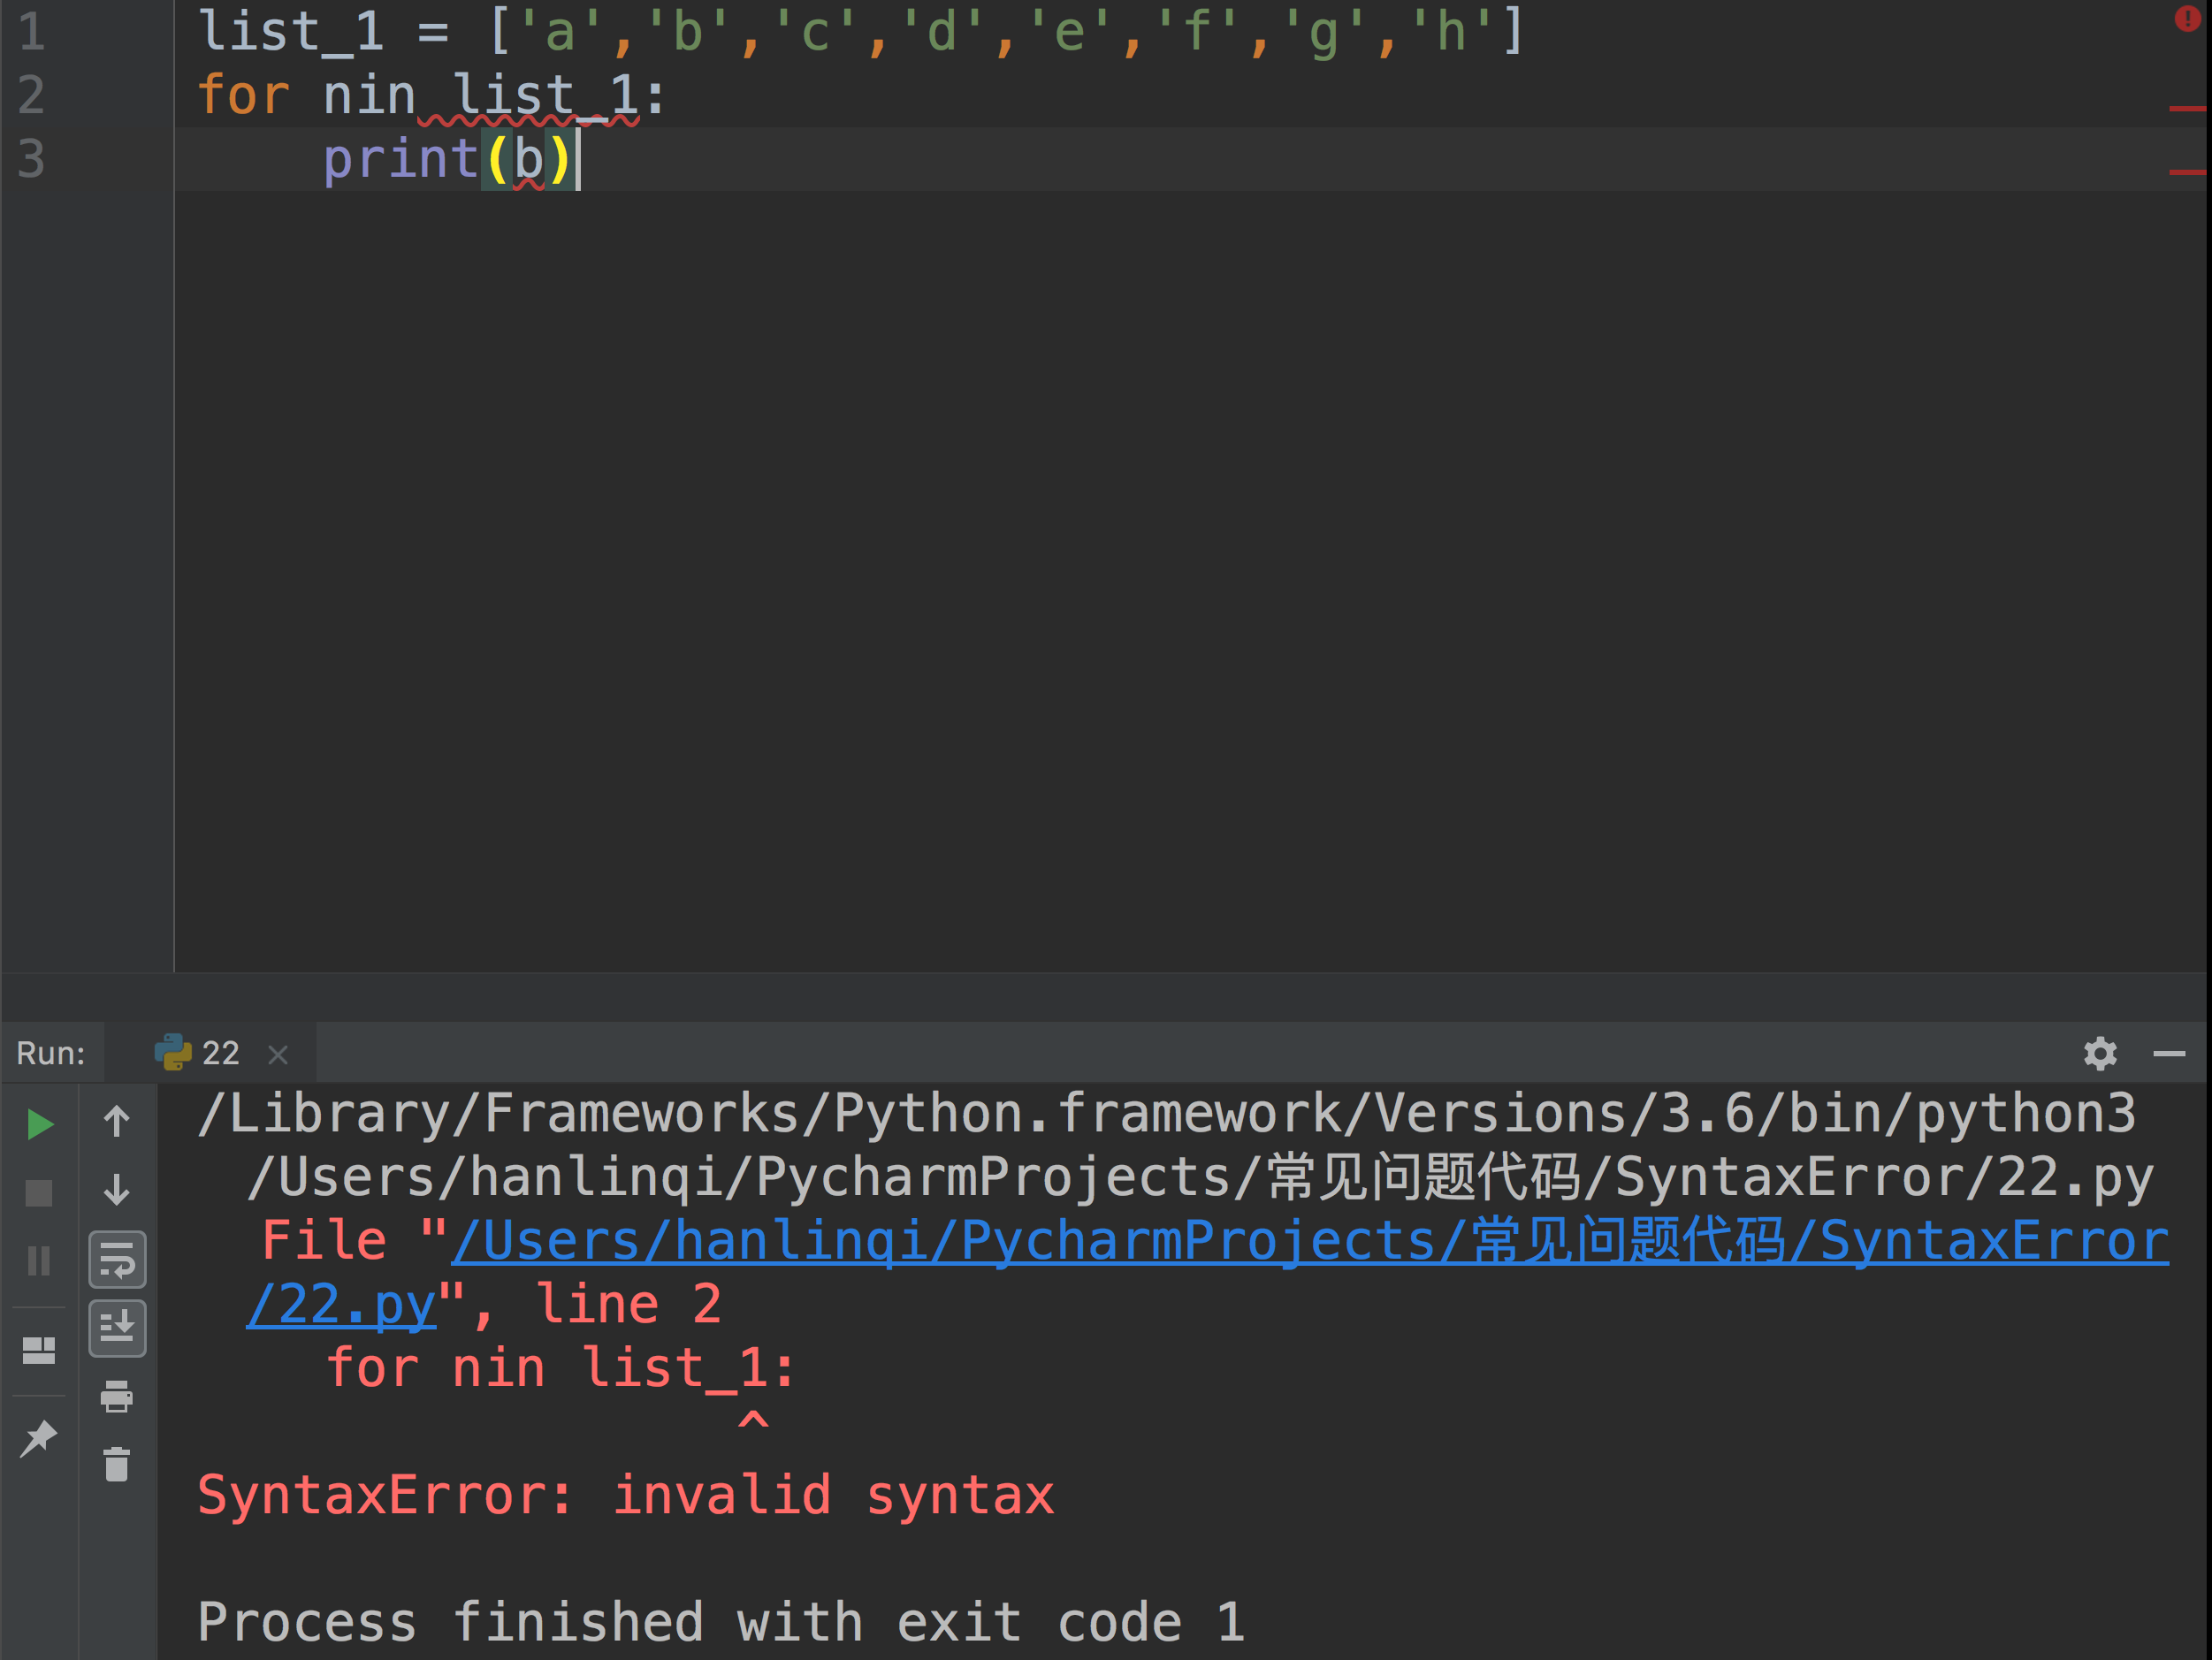 1 list_1 = ['a','b','c','d','e','f','g','h']
2 for nin list_1:
3     print(b)
Run: 22
/Library/Frameworks/Python.framework/Versions/3.6/bin/python3
/Users/hanlinqi/PycharmProjects/常见问题代码/SyntaxError/22.py
File "/Users/hanlinqi/PycharmProjects/常见问题代码/SyntaxError
/22.py", line 2
for nin list_1:
^
SyntaxError: invalid syntax
Process finished with exit code 1